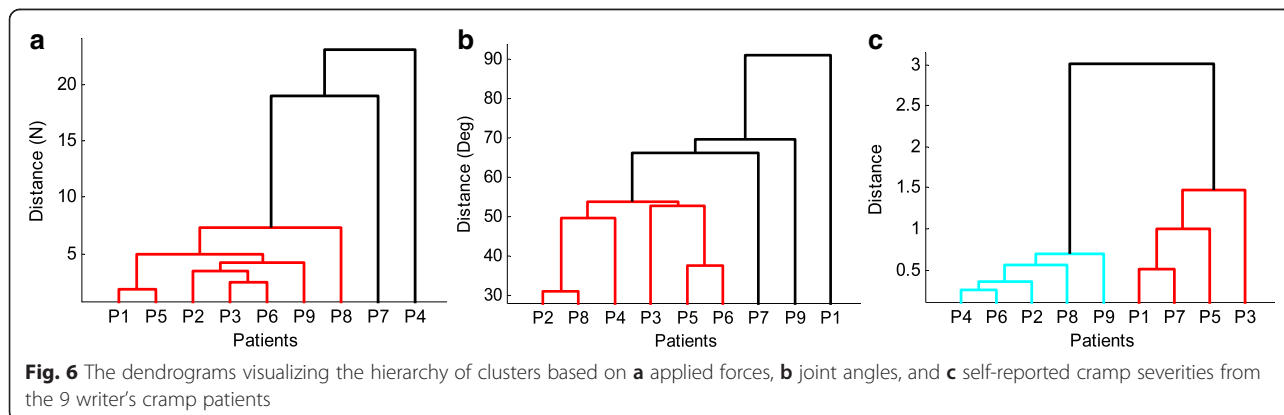 a
20
15
10
5
Distance (N)
P1 P5 P2 P3 P6 P9 P8 P7 P4
Patients
b
90
80
70
60
50
40
30
Distance (Deg)
P2 P8 P4 P3 P5 P6 P7 P9 P1
Patients
c
3
2.5
2
1.5
1
0.5
Distance
P4 P6 P2 P8 P9 P1 P7 P5 P3
Patients
Fig. 6 The dendrograms visualizing the hierarchy of clusters based on a applied forces, b joint angles, and c self-reported cramp severities from
the 9 writer’s cramp patients